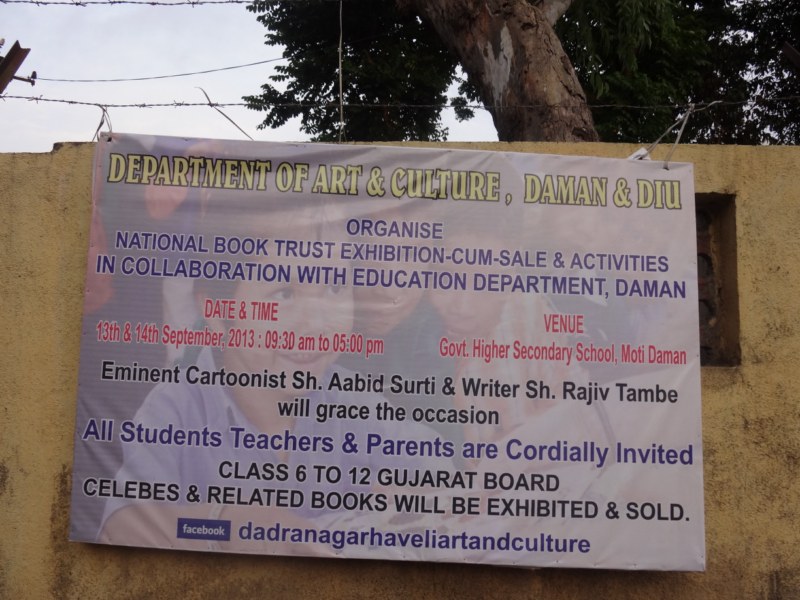 DEPARTMENT OF ART & CULTURE , DAMAN & DIU
ORGANISE
NATIONAL BOOK TRUST EXHIBITION-CUM-SALE & ACTIVITIES
IN COLLABORATION WITH EDUCATION DEPARTMENT, DAMAN
DATE & TIME
13th & 14th September, 2013 : 09:30 am to 05:00 pm
VENUE
Govt. Higher Secondary School, Moti Daman
Eminent Cartoonist Sh. Aabid Surti & Writer Sh. Rajiv Tambe
will grace the occasion
All Students Teachers & Parents are Cordially Invited
CLASS 6 TO 12 GUJARAT BOARD
CELEBES & RELATED BOOKS WILL BE EXHIBITED & SOLD.
facebook dadranagarhaveliartandculture